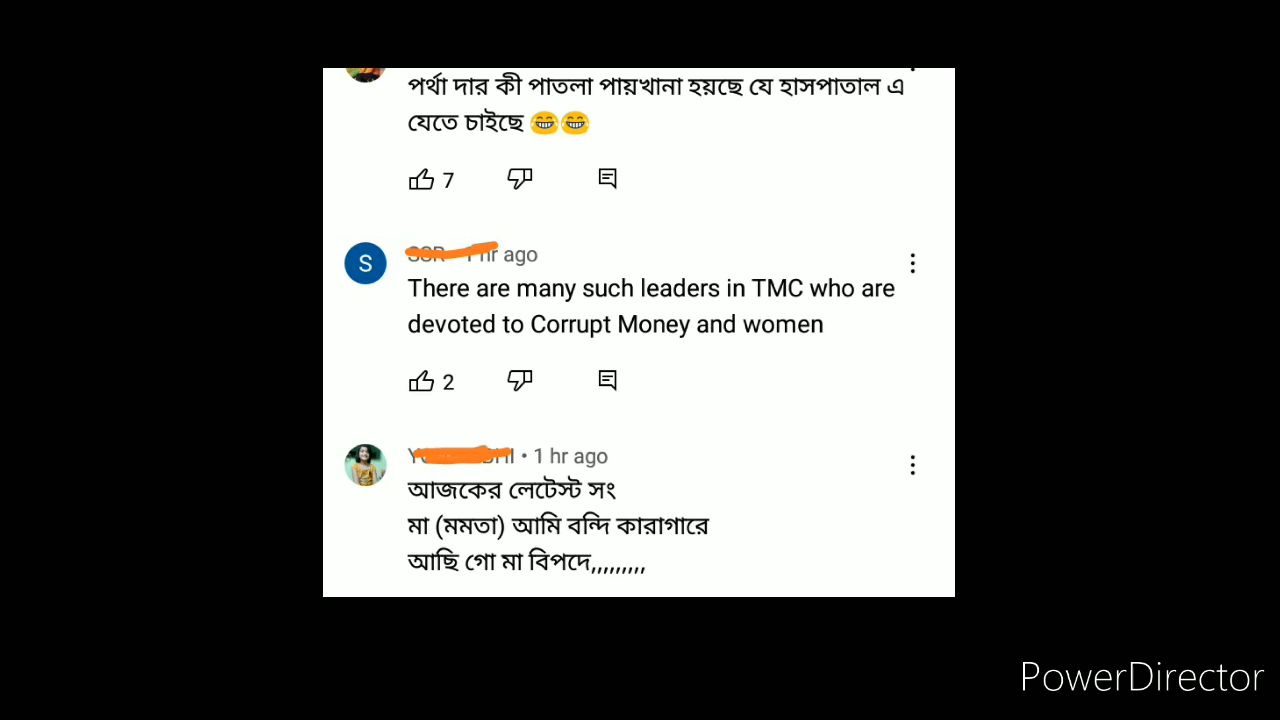 পর্থা দার কী পাতলা পায়খানা হয়ছে যে হাসপাতাল এ
যেতে চাইছে 😂😂
7
S
hr ago
There are many such leaders in TMC who are
devoted to Corrupt Money and women
2
• 1 hr ago
আজকের লেটেস্ট সং
মা (মমতা) আমি বন্দি কারাগারে
আছি গো মা বিপদে,,,,,,,,,
PowerDirector